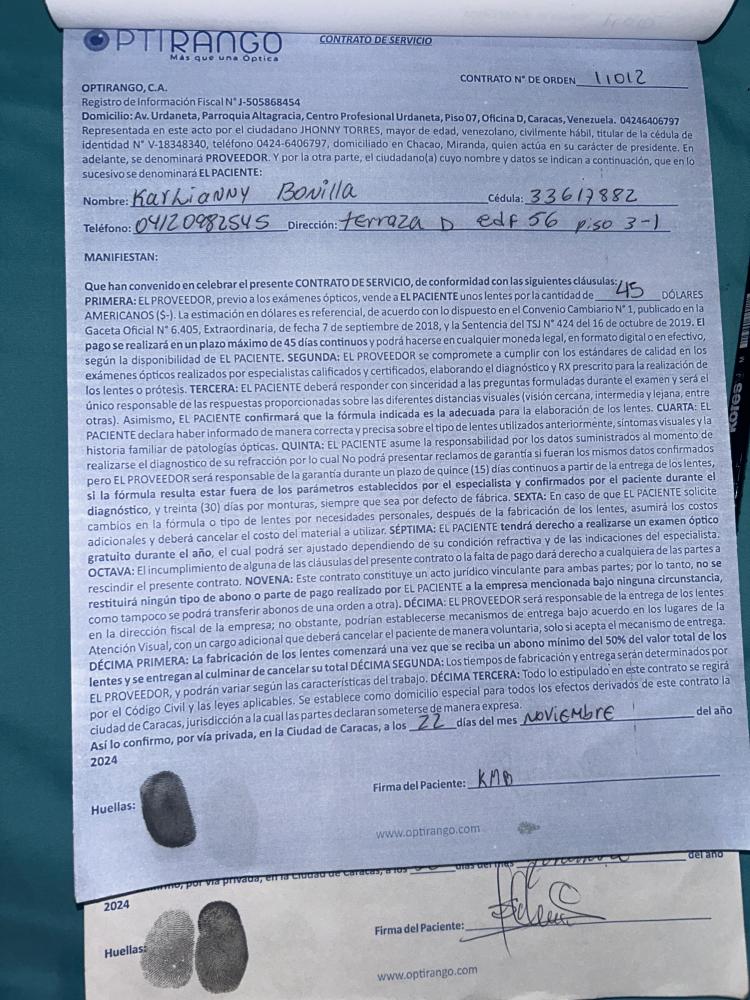 OPTIRANGO
Más que una Óptica
CONTRATO DE SERVICIO
CONTRATO N° DE ORDEN 11012
OPTIRANGO, C.A.
Registro de Información Fiscal N° J-505868454
Domicilio: Av. Urdaneta, Parroquia Altagracia, Centro Profesional Urdaneta, Piso 07, Oficina D, Caracas, Venezuela. 04246406797
Representada en este acto por el ciudadano JHONNY TORRES, mayor de edad, venezolano, civilmente hábil, titular de la cédula de
identidad N° V-18348340, teléfono 0424-6406797, domiciliado en Chacao, Miranda, quien actúa en su carácter de presidente. En
adelante, se denominará PROVEEDOR. Y por la otra parte, el ciudadano(a) cuyo nombre y datos se indican a continuación, que en lo
sucesivo se denominará EL PACIENTE:
Nombre: Karlianny Bonilla Cédula: 33617882
Teléfono: 04120982545 Dirección: terraza D edf 56 piso 3-1
MANIFIESTAN:
Que han convenido en celebrar el presente CONTRATO DE SERVICIO, de conformidad con las siguientes cláusulas:
PRIMERA: EL PROVEEDOR, previo a los exámenes ópticos, vende a EL PACIENTE unos lentes por la cantidad de 45 DÓLARES
AMERICANOS ($-). La estimación en dólares es referencial, de acuerdo con lo dispuesto en el Convenio Cambiario N° 1, publicado en la
Gaceta Oficial N° 6.405, Extraordinaria, de fecha 7 de septiembre de 2018, y la Sentencia del TSJ N° 424 del 16 de octubre de 2019. El
pago se realizará en un plazo máximo de 45 días continuos y podrá hacerse en cualquier moneda legal, en formato digital o en efectivo,
según la disponibilidad de EL PACIENTE. SEGUNDA: EL PROVEEDOR se compromete a cumplir con los estándares de calidad en los
exámenes ópticos realizados por especialistas calificados y certificados, elaborando el diagnóstico y RX prescrito para la realización de
los lentes o prótesis. TERCERA: EL PACIENTE deberá responder con sinceridad a las preguntas formuladas durante el examen y será el
único responsable de las respuestas proporcionadas sobre las diferentes distancias visuales (visión cercana, intermedia y lejana, entre
otras). Asimismo, EL PACIENTE confirmará que la fórmula indicada es la adecuada para la elaboración de los lentes. CUARTA: EL
PACIENTE declara haber informado de manera correcta y precisa sobre el tipo de lentes utilizados anteriormente, síntomas visuales y la
historia familiar de patologías ópticas. QUINTA: EL PACIENTE asume la responsabilidad por los datos suministrados al momento de
realizarse el diagnostico de su refracción por lo cual No podrá presentar reclamos de garantía si fueran los mismos datos confirmados
pero EL PROVEEDOR será responsable de la garantía durante un plazo de quince (15) días continuos a partir de la entrega de los lentes,
si la fórmula resulta estar fuera de los parámetros establecidos por el especialista y confirmados por el paciente durante el
diagnóstico, y treinta (30) días por monturas, siempre que sea por defecto de fábrica. SEXTA: En caso de que EL PACIENTE solicite
cambios en la fórmula o tipo de lentes por necesidades personales, después de la fabricación de los lentes, asumirá los costos
adicionales y deberá cancelar el costo del material a utilizar. SÉPTIMA: EL PACIENTE tendrá derecho a realizarse un examen óptico
gratuito durante el año, el cual podrá ser ajustado dependiendo de su condición refractiva y de las indicaciones del especialista.
OCTAVA: El incumplimiento de alguna de las cláusulas del presente contrato o la falta de pago dará derecho a cualquiera de las partes a
rescindir el presente contrato. NOVENA: Este contrato constituye un acto jurídico vinculante para ambas partes; por lo tanto, no se
restituirá ningún tipo de abono o parte de pago realizado por EL PACIENTE a la empresa mencionada bajo ninguna circunstancia,
como tampoco se podrá transferir abonos de una orden a otra). DÉCIMA: EL PROVEEDOR será responsable de la entrega de los lentes
en la dirección fiscal de la empresa; no obstante, podrían establecerse mecanismos de entrega bajo acuerdo en los lugares de la
Atención Visual, con un cargo adicional que deberá cancelar el paciente de manera voluntaria, solo si acepta el mecanismo de entrega.
DÉCIMA PRIMERA: La fabricación de los lentes comenzará una vez que se reciba un abono mínimo del 50% del valor total de los
lentes y se entregan al culminar de cancelar su total DÉCIMA SEGUNDA: Los tiempos de fabricación y entrega serán determinados por
EL PROVEEDOR, y podrán variar según las características del trabajo. DÉCIMA TERCERA: Todo lo estipulado en este contrato se regirá
por el Código Civil y las leyes aplicables. Se establece como domicilio especial para todos los efectos derivados de este contrato la
ciudad de Caracas, jurisdicción a la cual las partes declaran someterse de manera expresa.
Así lo confirmo, por vía privada, en la Ciudad de Caracas, a los 22 días del mes NOVIEMBRE del año
2024
Huellas:
Firma del Paciente: KMB
www.optirango.com
por vía privada, en la Ciudad de Caracas, a los días del mes del año
2024
Huellas:
Firma del Paciente:
www.optirango.com
Kores